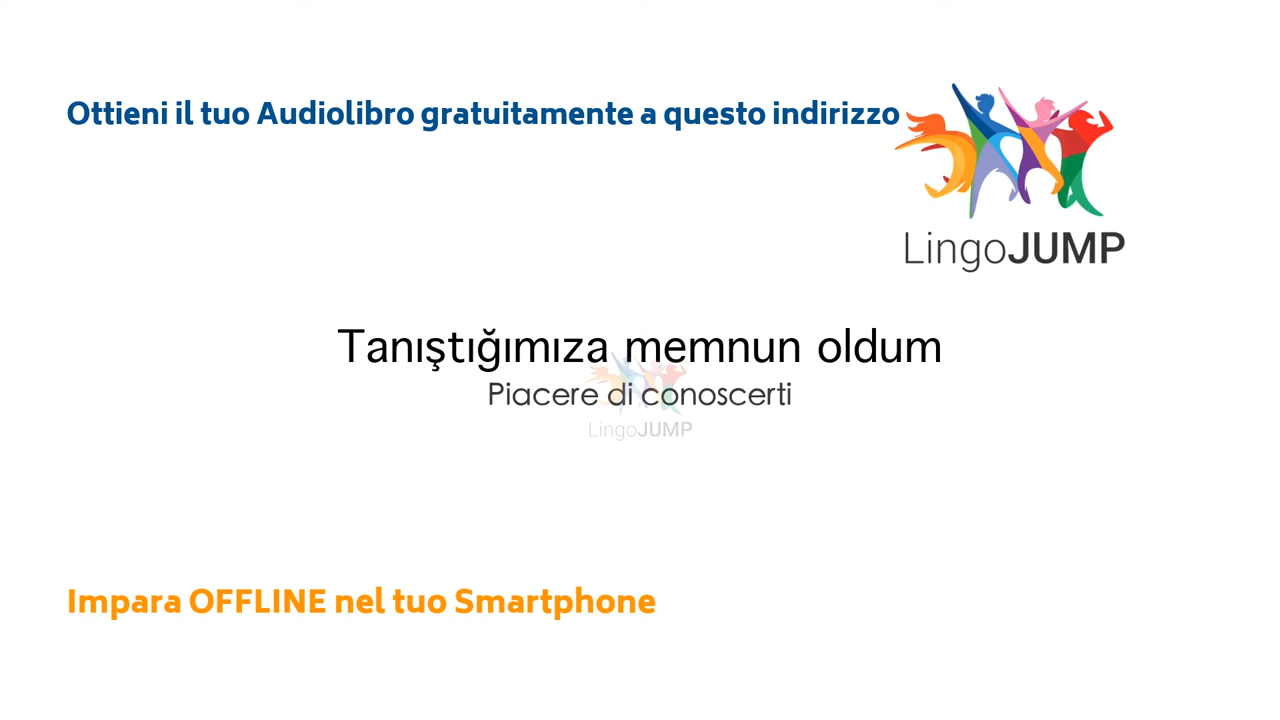 Ottieni il tuo Audiolibro gratuitamente a questo indirizzo
LingoJUMP
Tanıştığımıza memnun oldum
Piacere di conoscerti
LingoJUMP
Impara OFFLINE nel tuo Smartphone